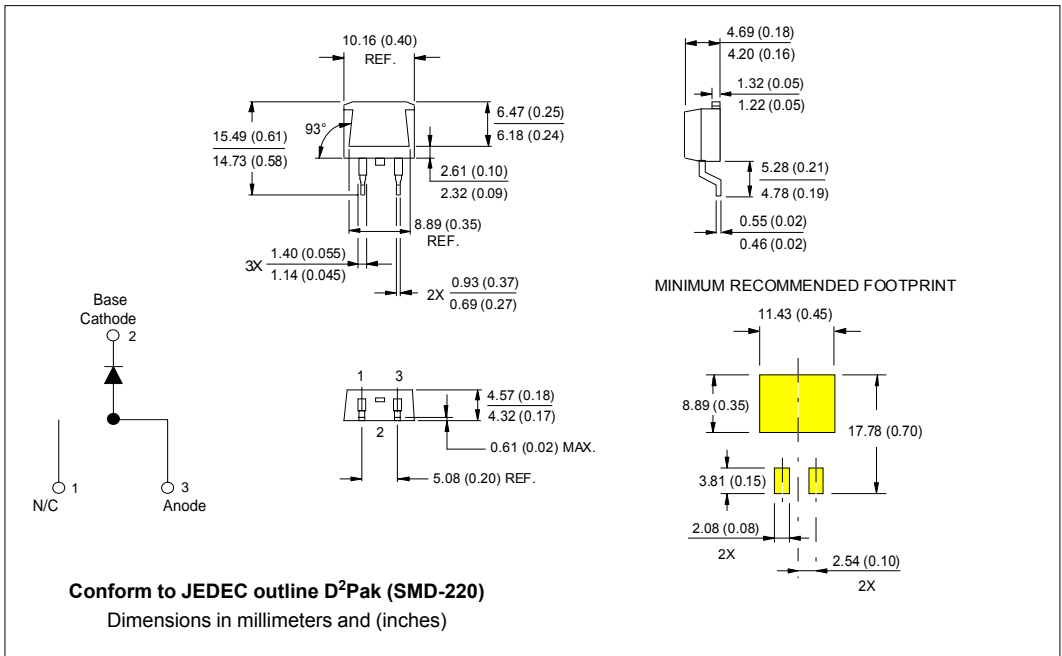 10.16 (0.40)
REF.
15.49 (0.61)
14.73 (0.58)
93°
6.47 (0.25)
6.18 (0.24)
2.61 (0.10)
2.32 (0.09)
8.89 (0.35)
REF.
3X 1.40 (0.055)
1.14 (0.045)
2X 0.93 (0.37)
0.69 (0.27)
4.69 (0.18)
4.20 (0.16)
1.32 (0.05)
1.22 (0.05)
5.28 (0.21)
4.78 (0.19)
0.55 (0.02)
0.46 (0.02)
Base
Cathode
2
1
N/C
3
Anode
1 3
2
4.57 (0.18)
4.32 (0.17)
0.61 (0.02) MAX.
5.08 (0.20) REF.
MINIMUM RECOMMENDED FOOTPRINT
11.43 (0.45)
8.89 (0.35)
17.78 (0.70)
3.81 (0.15)
2.08 (0.08)
2X
2.54 (0.10)
2X
Conform to JEDEC outline D²Pak (SMD-220)
Dimensions in millimeters and (inches)